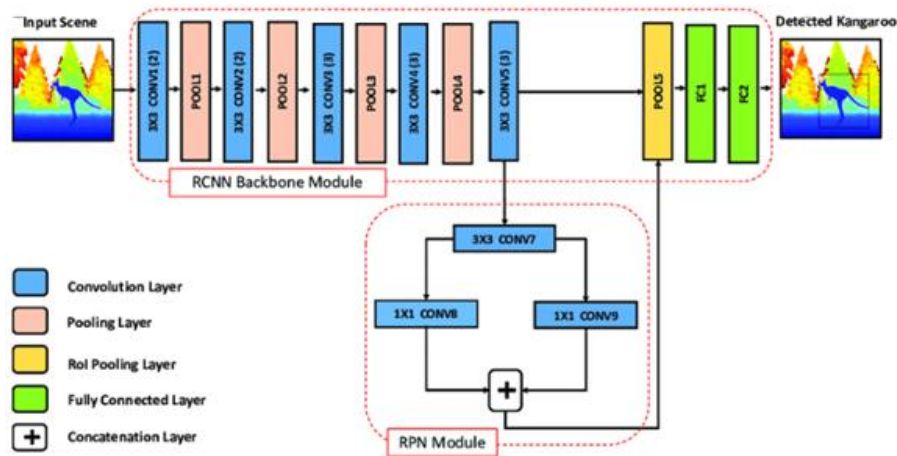 Input Scene
Detected Kangaroo
3X3 CONV1 (2)
POOL1
3X3 CONV2 (2)
POOL2
3X3 CONV3 (3)
POOL3
3X3 CONV4 (3)
POOL4
3X3 CONV5 (3)
POOL5
FC1
FC2
RCNN Backbone Module
3X3 CONV7
1X1 CONV8
1X1 CONV9
+
RPN Module
Convolution Layer
Pooling Layer
RoI Pooling Layer
Fully Connected Layer
+ Concatenation Layer